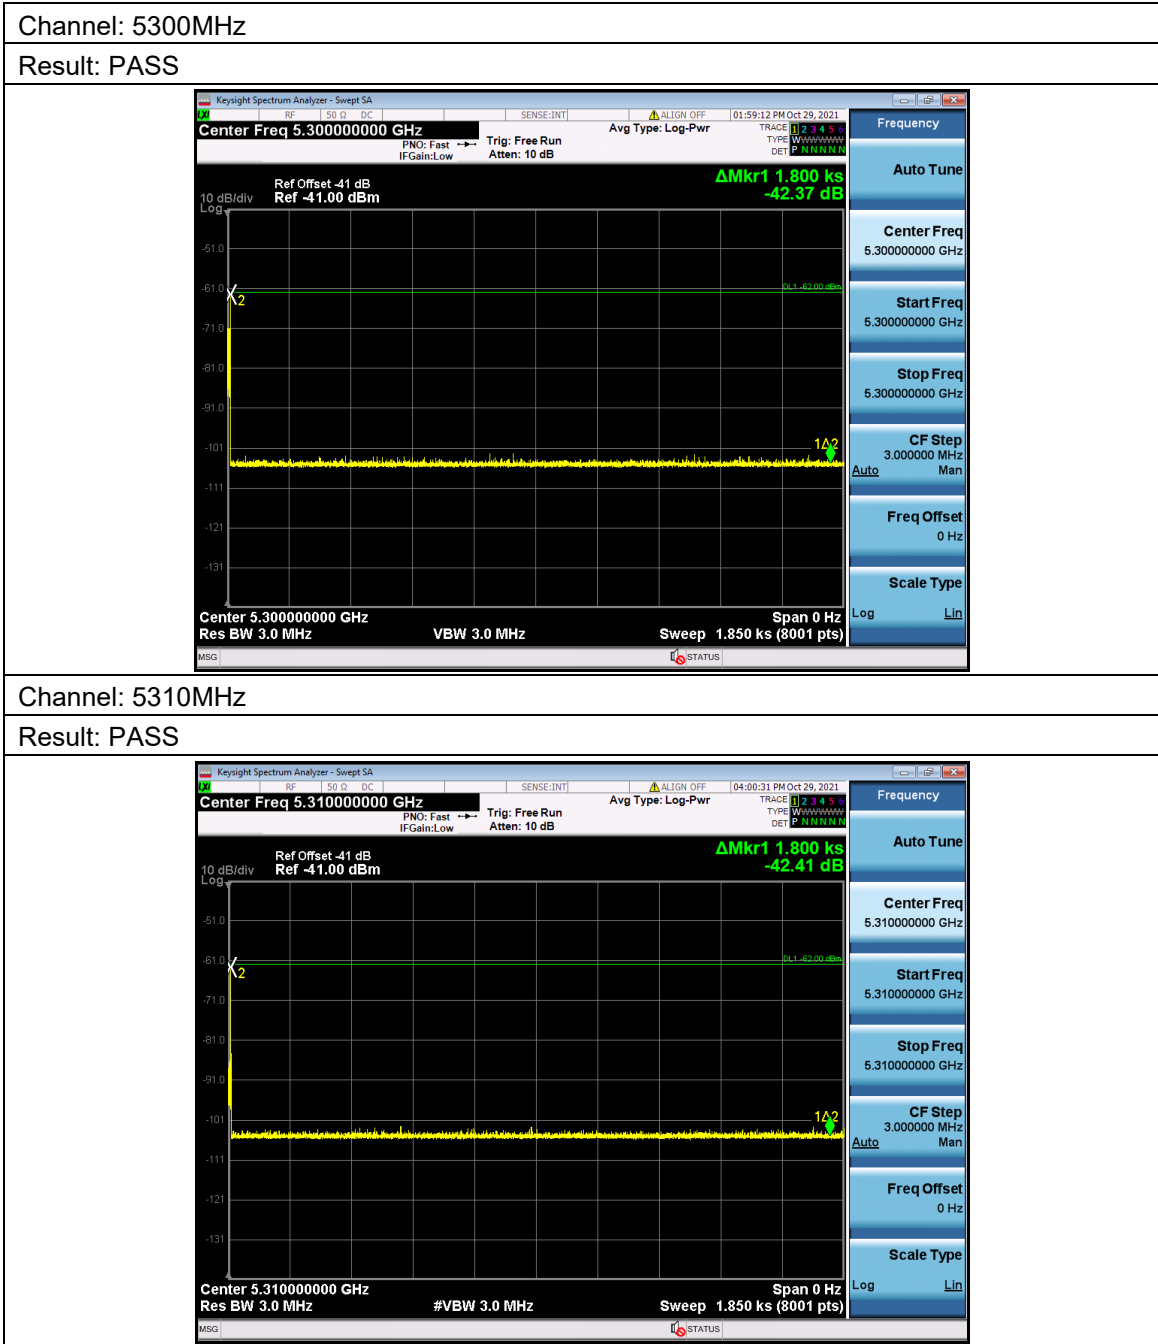 Channel: 5300MHz
Result: PASS
Keysight Spectrum Analyzer - Swept SA
LXI RF 50 Ω DC SENSE:INT ALIGN OFF 01:59:12 PM Oct 29, 2021
Center Freq 5.300000000 GHz Avg Type: Log-Pwr TRACE 1 2 3 4 5 6
PNO: Fast Trig: Free Run TYPE WWWWWW
IFGain:Low Atten: 10 dB DET P N N N N N
Frequency
Auto Tune
ΔMkr1 1.800 ks
-42.37 dB
Ref Offset -41 dB
10 dB/div Ref -41.00 dBm
Log
-51.0
-61.0
DL1 -62.00 dBm
2
-71.0
-81.0
-91.0
-101
1Δ2
-111
-121
-131
Center 5.300000000 GHz Span 0 Hz
Res BW 3.0 MHz VBW 3.0 MHz Sweep 1.850 ks (8001 pts)
Center Freq
5.300000000 GHz
Start Freq
5.300000000 GHz
Stop Freq
5.300000000 GHz
CF Step
3.000000 MHz
Auto Man
Freq Offset
0 Hz
Scale Type
Log Lin
MSG STATUS
Channel: 5310MHz
Result: PASS
Keysight Spectrum Analyzer - Swept SA
LXI RF 50 Ω DC SENSE:INT ALIGN OFF 04:00:31 PM Oct 29, 2021
Center Freq 5.310000000 GHz Avg Type: Log-Pwr TRACE 1 2 3 4 5 6
PNO: Fast Trig: Free Run TYPE WWWWWW
IFGain:Low Atten: 10 dB DET P N N N N N
Frequency
Auto Tune
ΔMkr1 1.800 ks
-42.41 dB
Ref Offset -41 dB
10 dB/div Ref -41.00 dBm
Log
-51.0
-61.0
DL1 -62.00 dBm
2
-71.0
-81.0
-91.0
-101
1Δ2
-111
-121
-131
Center 5.310000000 GHz Span 0 Hz
Res BW 3.0 MHz #VBW 3.0 MHz Sweep 1.850 ks (8001 pts)
Center Freq
5.310000000 GHz
Start Freq
5.310000000 GHz
Stop Freq
5.310000000 GHz
CF Step
3.000000 MHz
Auto Man
Freq Offset
0 Hz
Scale Type
Log Lin
MSG STATUS